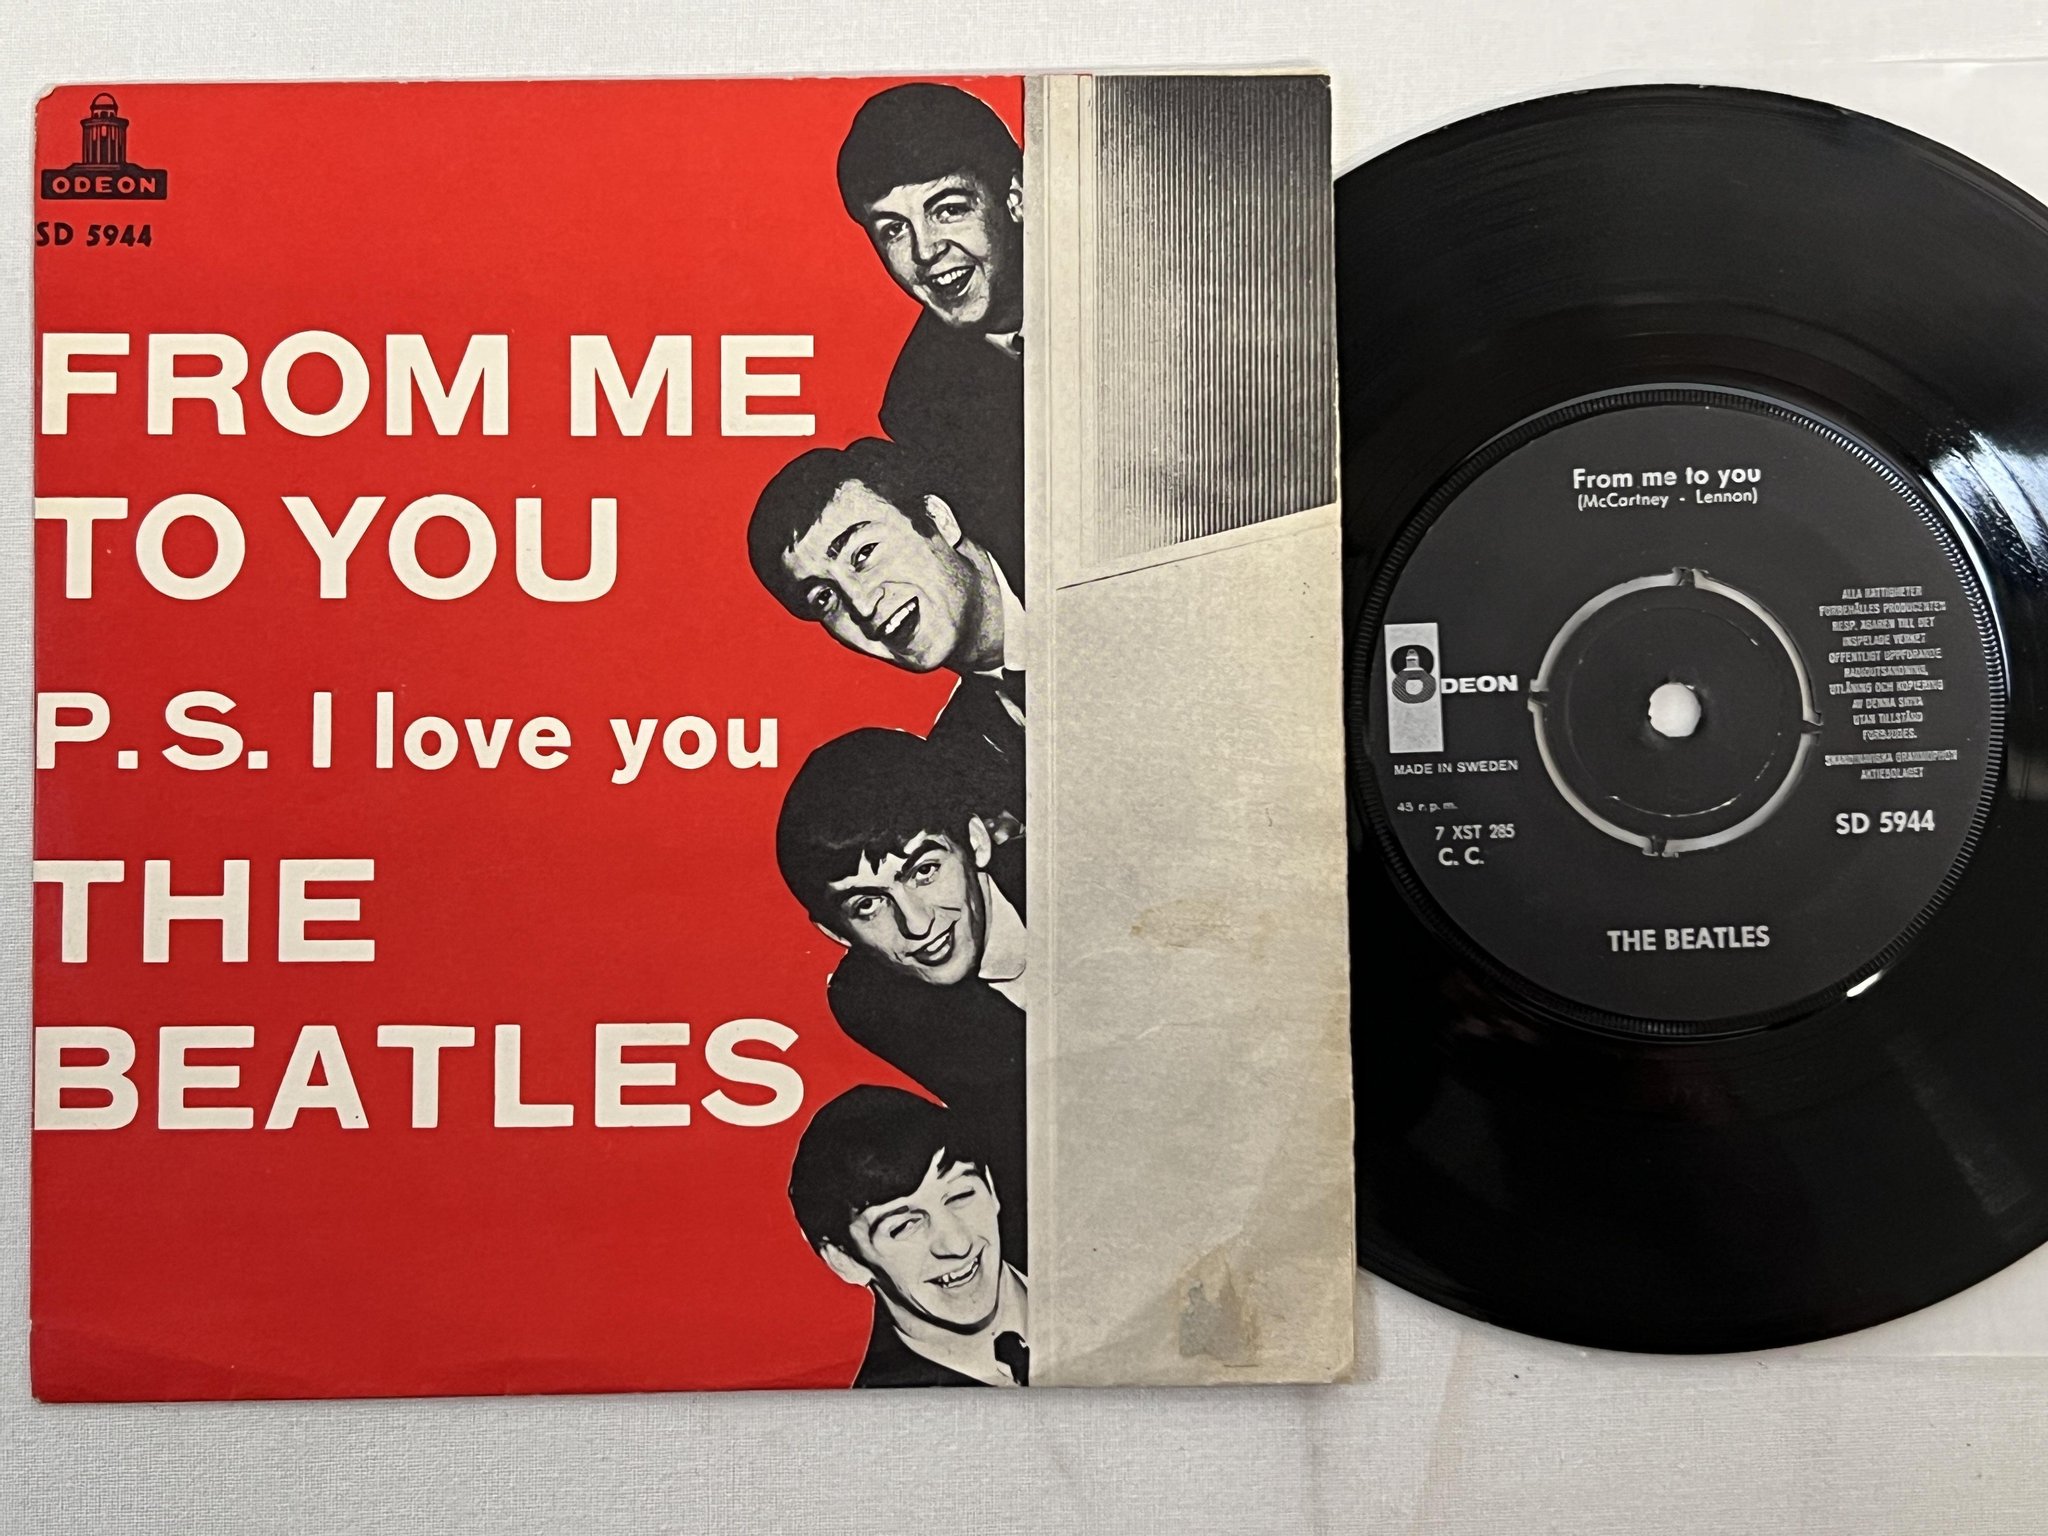 ODEON
SD 5944
FROM ME
TO YOU
P.S. I love you
THE
BEATLES
From me to you
(McCartney - Lennon)
ODEON
MADE IN SWEDEN
45 r.p.m.
7 XST 285
C. C.
ALLA RÄTTIGHETER
FÖRBEHÅLLES PRODUCENTEN
RESP. ÄGAREN TILL DET
INSPELADE VERKET
OFFENTLIGT UPPFÖRANDE
RADIOUTSÄNDNING,
UTLÅNING OCH KOPIERING
AV DENNA SKIVA
UTAN TILLSTÅND
FÖRBJUDES.
SKANDINAVISKA GRAMMOPHON
AKTIEBOLAGET
SD 5944
THE BEATLES